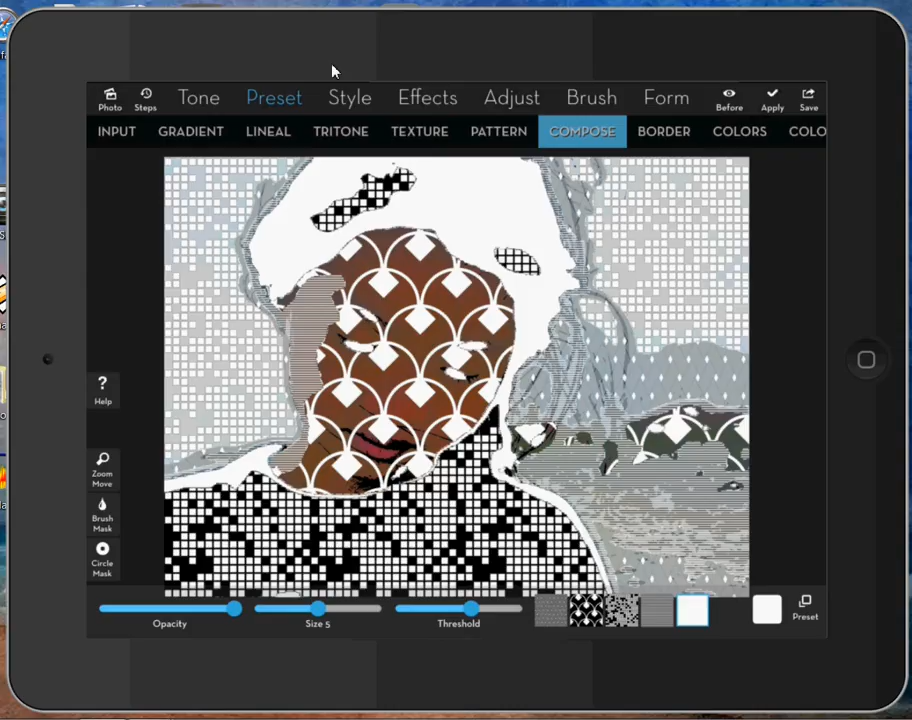 Photo Steps Tone Preset Style Effects Adjust Brush Form Before Apply Save
INPUT GRADIENT LINEAL TRITONE TEXTURE PATTERN COMPOSE BORDER COLORS COLO
?
Help
Zoom
Move
Brush
Mask
Circle
Mask
Opacity Size 5 Threshold Preset